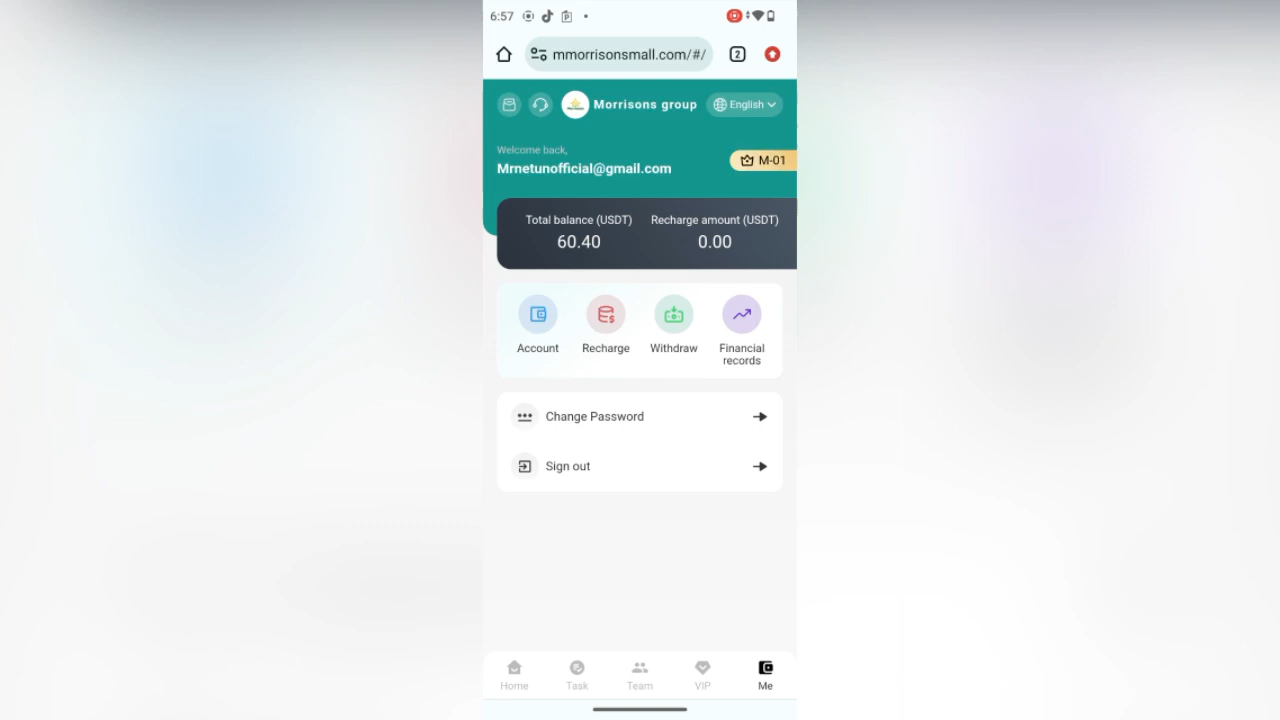 6:57
mmorrisonsmall.com/#/
2
Morrisons group
English
Welcome back,
Mrnetunofficial@gmail.com
M-01
Total balance (USDT)
Recharge amount (USDT)
60.40
0.00
Account
Recharge
Withdraw
Financial
records
Change Password
Sign out
Home
Task
Team
VIP
Me